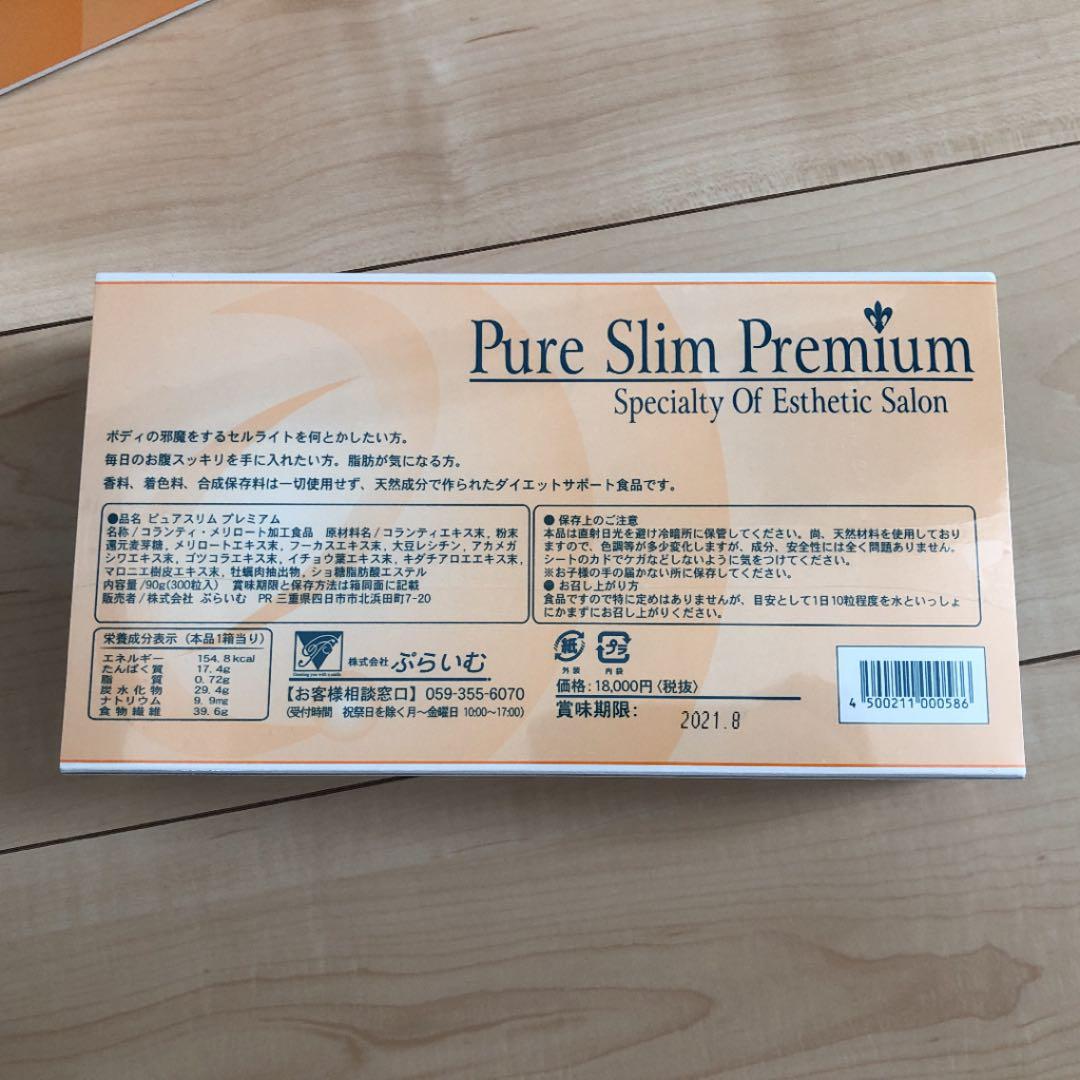 Pure Slim Premium
Specialty Of Esthetic Salon
ボディの邪魔をするセルライトを何とかしたい方。
毎日のお腹スッキリを手に入れたい方。脂肪が気になる方。
香料、着色料、合成保存料は一切使用せず、天然成分で作られたダイエットサポート食品です。
●品名 ピュアスリム プレミアム
名称/コランティ・メリロート加工食品 原材料名/コランティエキス末, 粉末
還元麦芽糖, メリロートエキス末, フーカスエキス末, 大豆レシチン, アカメガ
シワエキス末, ゴツコラエキス末, イチョウ葉エキス末, キダチアロエエキス末,
マロニエ樹皮エキス末, 牡蠣肉抽出物, ショ糖脂肪酸エステル
内容量/90g(300粒入) 賞味期限と保存方法は箱同面に記載
販売者/株式会社 ぷらいむ PR 三重県四日市市北浜田町7-20
● 保存上のご注意
本品は直射日光を避け冷暗所に保管してください。尚、天然材料を使用しており
ますので、色調等が多少変化しますが、成分、安全性には全く問題ありません。
シートのカドでケガなどしないように気をつけてください。
※お子様の手の届かない所に保存してください。
● お召し上がり方
食品ですので特に定めはありませんが、目安として1日10粒程度を水といっしょ
にかまずにお召し上がりください。
栄養成分表示 (本品1箱当り)
エネルギー 154.8kcal
たんぱく質 17.4g
脂質 0.72g
炭水化物 29.4g
ナトリウム 9.9mg
食物繊維 39.6g
株式会社 ぷらいむ
【お客様相談窓口】 059-355-6070
(受付時間 祝祭日を除く月〜金曜日 10:00〜17:00)
紙 プラ
外装 内袋
価格:18,000円〈税抜〉
賞味期限: 2021.8
4 500211 000586